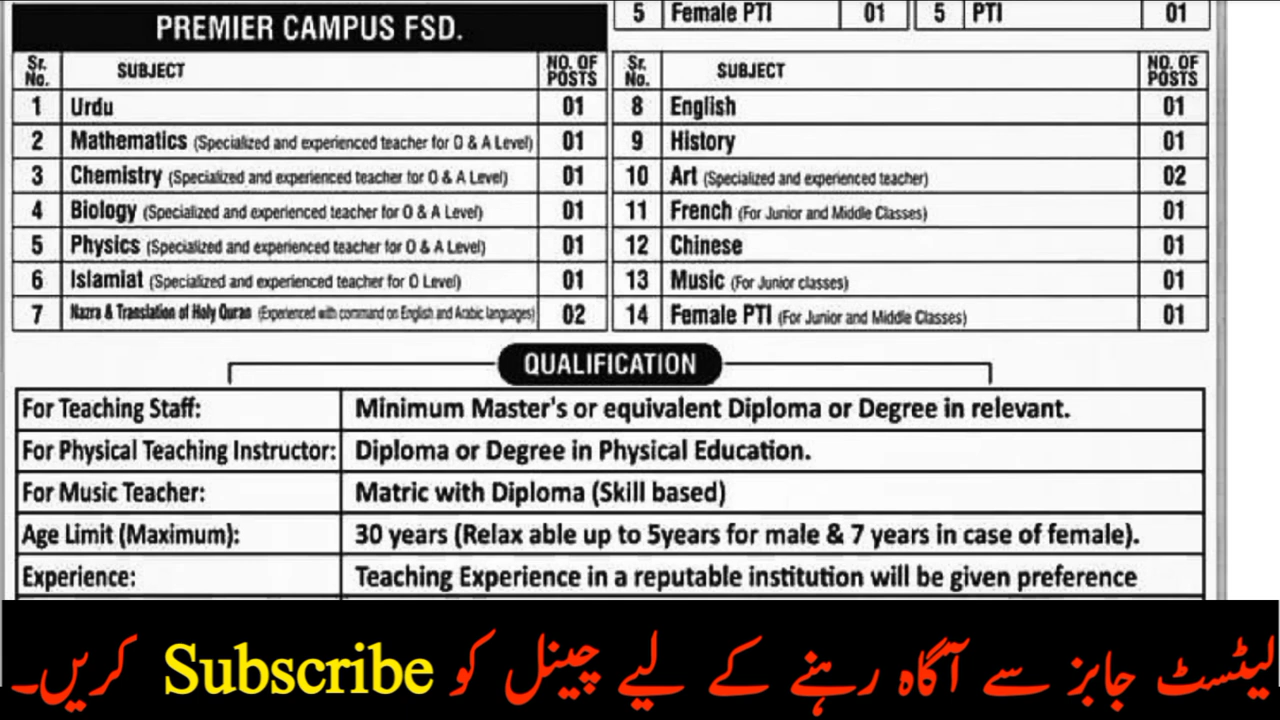 5 Female PTI 01 5 PTI 01
PREMIER CAMPUS FSD.
Sr. No. SUBJECT NO. OF POSTS
1 Urdu 01
2 Mathematics (Specialized and experienced teacher for O & A Level) 01
3 Chemistry (Specialized and experienced teacher for O & A Level) 01
4 Biology (Specialized and experienced teacher for O & A Level) 01
5 Physics (Specialized and experienced teacher for O & A Level) 01
6 Islamiat (Specialized and experienced teacher for O Level) 01
7 Nazra & Translation of Holy Quran (Experienced with command on English and Arabic languages) 02
Sr. No. SUBJECT NO. OF POSTS
8 English 01
9 History 01
10 Art (Specialized and experienced teacher) 02
11 French (For Junior and Middle Classes) 01
12 Chinese 01
13 Music (For Junior classes) 01
14 Female PTI (For Junior and Middle Classes) 01
QUALIFICATION
For Teaching Staff: Minimum Master's or equivalent Diploma or Degree in relevant.
For Physical Teaching Instructor: Diploma or Degree in Physical Education.
For Music Teacher: Matric with Diploma (Skill based)
Age Limit (Maximum): 30 years (Relax able up to 5years for male & 7 years in case of female).
Experience: Teaching Experience in a reputable institution will be given preference
لیٹسٹ جابز سے آگاہ رہنے کے لیے چینل کو Subscribe کریں۔